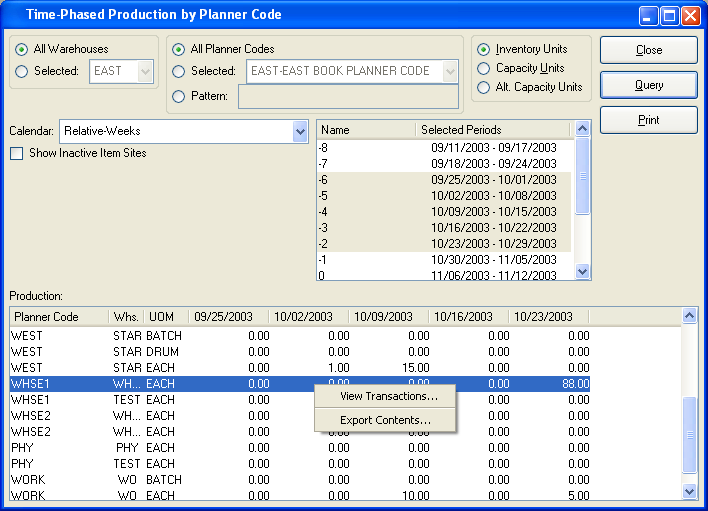 Time-Phased Production by Planner Code
All Warehouses
Selected: EAST
All Planner Codes
Selected: EAST-EAST BOOK PLANNER CODE
Pattern:
Inventory Units
Capacity Units
Alt. Capacity Units
Close
Query
Print
Calendar: Relative-Weeks
Show Inactive Item Sites
Name Selected Periods
-8 09/11/2003 - 09/17/2003
-7 09/18/2003 - 09/24/2003
-6 09/25/2003 - 10/01/2003
-5 10/02/2003 - 10/08/2003
-4 10/09/2003 - 10/15/2003
-3 10/16/2003 - 10/22/2003
-2 10/23/2003 - 10/29/2003
-1 10/30/2003 - 11/05/2003
0 11/06/2003 - 11/12/2003
Production:
Planner Code Whs. UOM 09/25/2003 10/02/2003 10/09/2003 10/16/2003 10/23/2003
WEST STAR BATCH 0.00 0.00 0.00 0.00 0.00
WEST STAR DRUM 0.00 0.00 0.00 0.00 0.00
WEST STAR EACH 0.00 1.00 15.00 0.00 0.00
WHSE1 WH... EACH 0.00 0.00 0.00 0.00 88.00
WHSE1 TEST EACH 0.00 0.00
WHSE2 WH... EACH 0.00 0.00
WHSE2 WH... EACH 0.00 0.00
PHY PHY EACH 0.00 0.00 0.00 0.00 0.00
PHY TEST EACH 0.00 0.00 0.00 0.00 0.00
WORK WO BATCH 0.00 0.00 0.00 0.00 0.00
WORK WO EACH 0.00 0.00 10.00 0.00 5.00
View Transactions...
Export Contents...